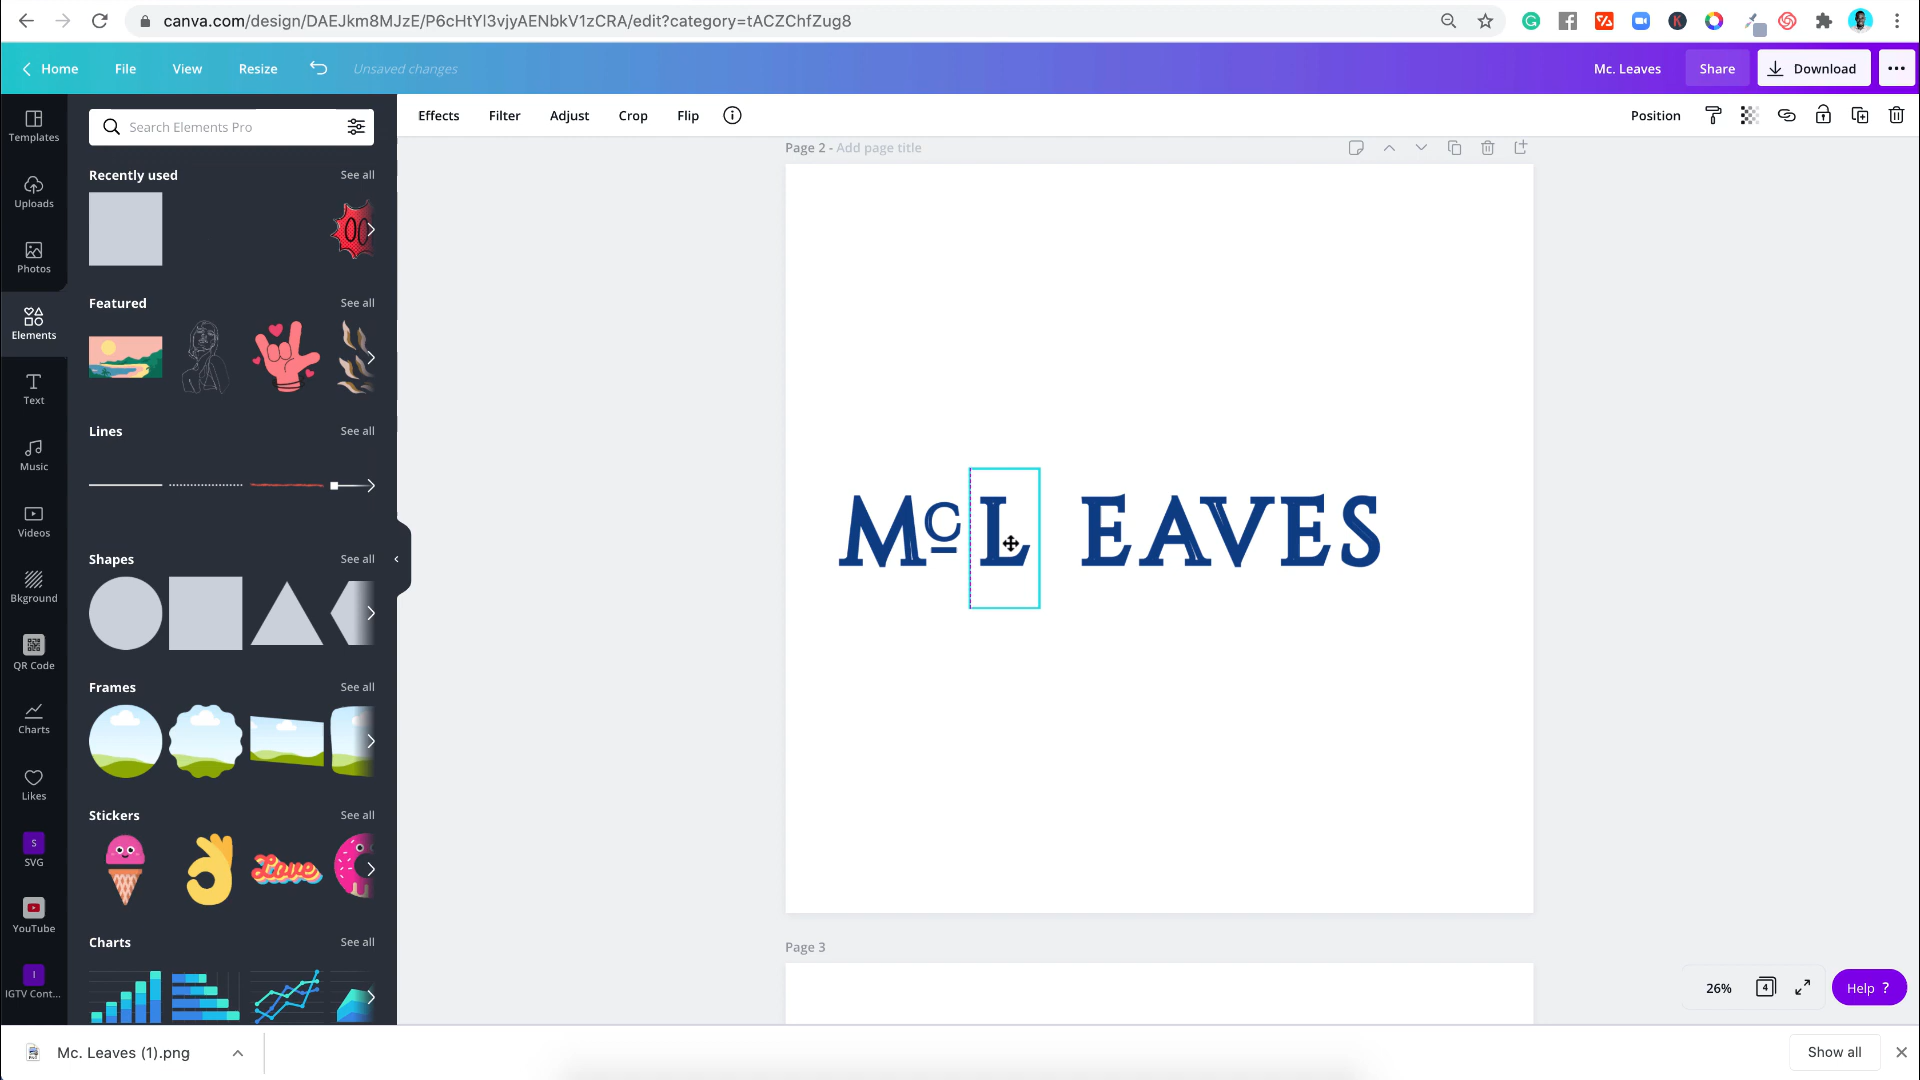 canva.com/design/DAEJkm8MJzE/P6cHtYl3vjyAENbkV1zCRA/edit?category=tACZChfZug8
Home File View Resize Unsaved changes Mc. Leaves Share Download
Effects Filter Adjust Crop Flip Position
Search Elements Pro
Templates
Uploads
Photos
Elements
Text
Music
Videos
Bkground
QR Code
Charts
Likes
S
SVG
YouTube
I
IGTV Cont...
Recently used See all
Featured See all
Lines See all
Shapes See all
Frames See all
Stickers See all
Love
Charts See all
Page 2 - Add page title
Mc L EAVES
Page 3
26% 4 Help ?
Mc. Leaves (1).png Show all